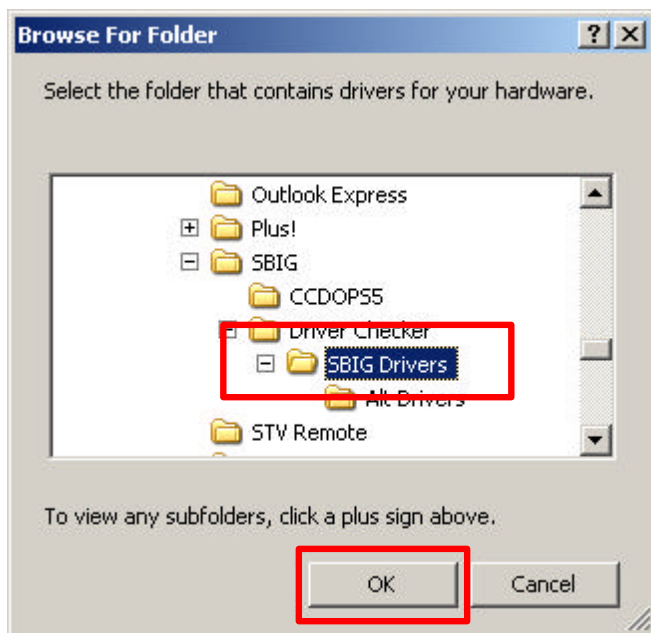 Browse For Folder
Select the folder that contains drivers for your hardware.
Outlook Express
Plus!
SBIG
CCDOPS5
Driver Checker
SBIG Drivers
Alt Drivers
STV Remote
To view any subfolders, click a plus sign above.
OK Cancel